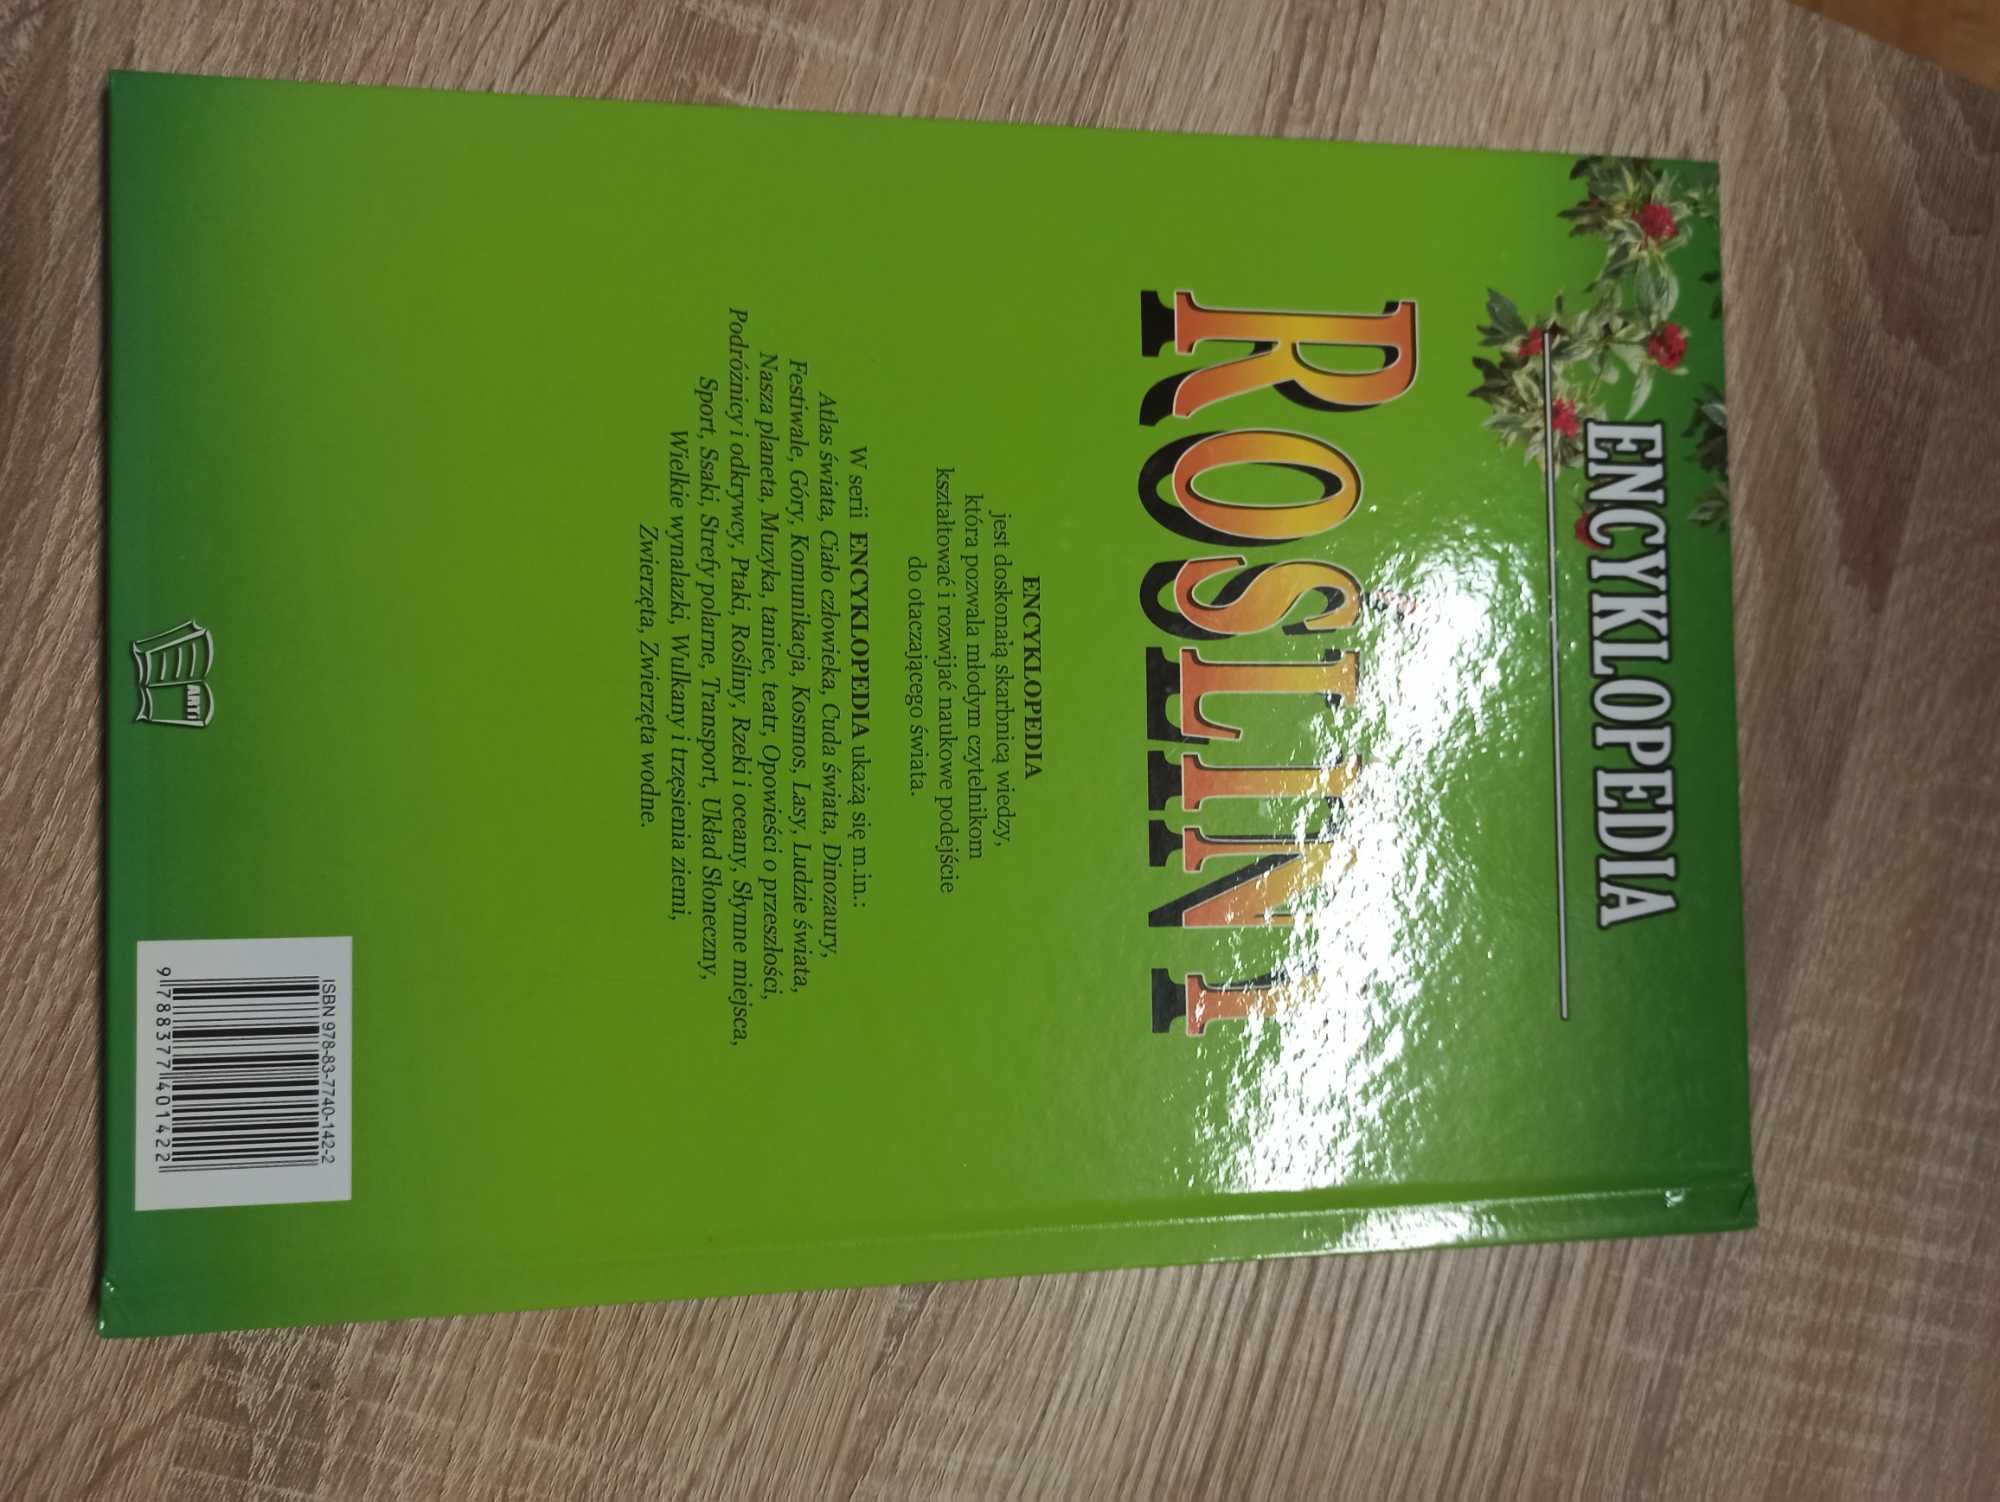 ENCYKLOPEDIA
ROŚLINY
ENCYKLOPEDIA
jest doskonałą skarbnicą wiedzy,
która pozwala młodym czytelnikom
kształtować i rozwijać naukowe podejście
do otaczającego świata.
W serii ENCYKLOPEDIA ukażą się m.in.:
Atlas świata, Ciało człowieka, Cuda świata, Dinozaury,
Festiwale, Góry, Komunikacja, Kosmos, Lasy, Ludzie świata,
Nasza planeta, Muzyka, taniec, teatr, Opowieści o przeszłości,
Podróżnicy i odkrywcy, Ptaki, Rośliny, Rzeki i oceany, Słynne miejsca,
Sport, Ssaki, Strefy polarne, Transport, Układ Słoneczny,
Wielkie wynalazki, Wulkany i trzęsienia ziemi,
Zwierzęta, Zwierzęta wodne.
ARTI
ISBN 978-83-7740-142-2
9 788377 401422